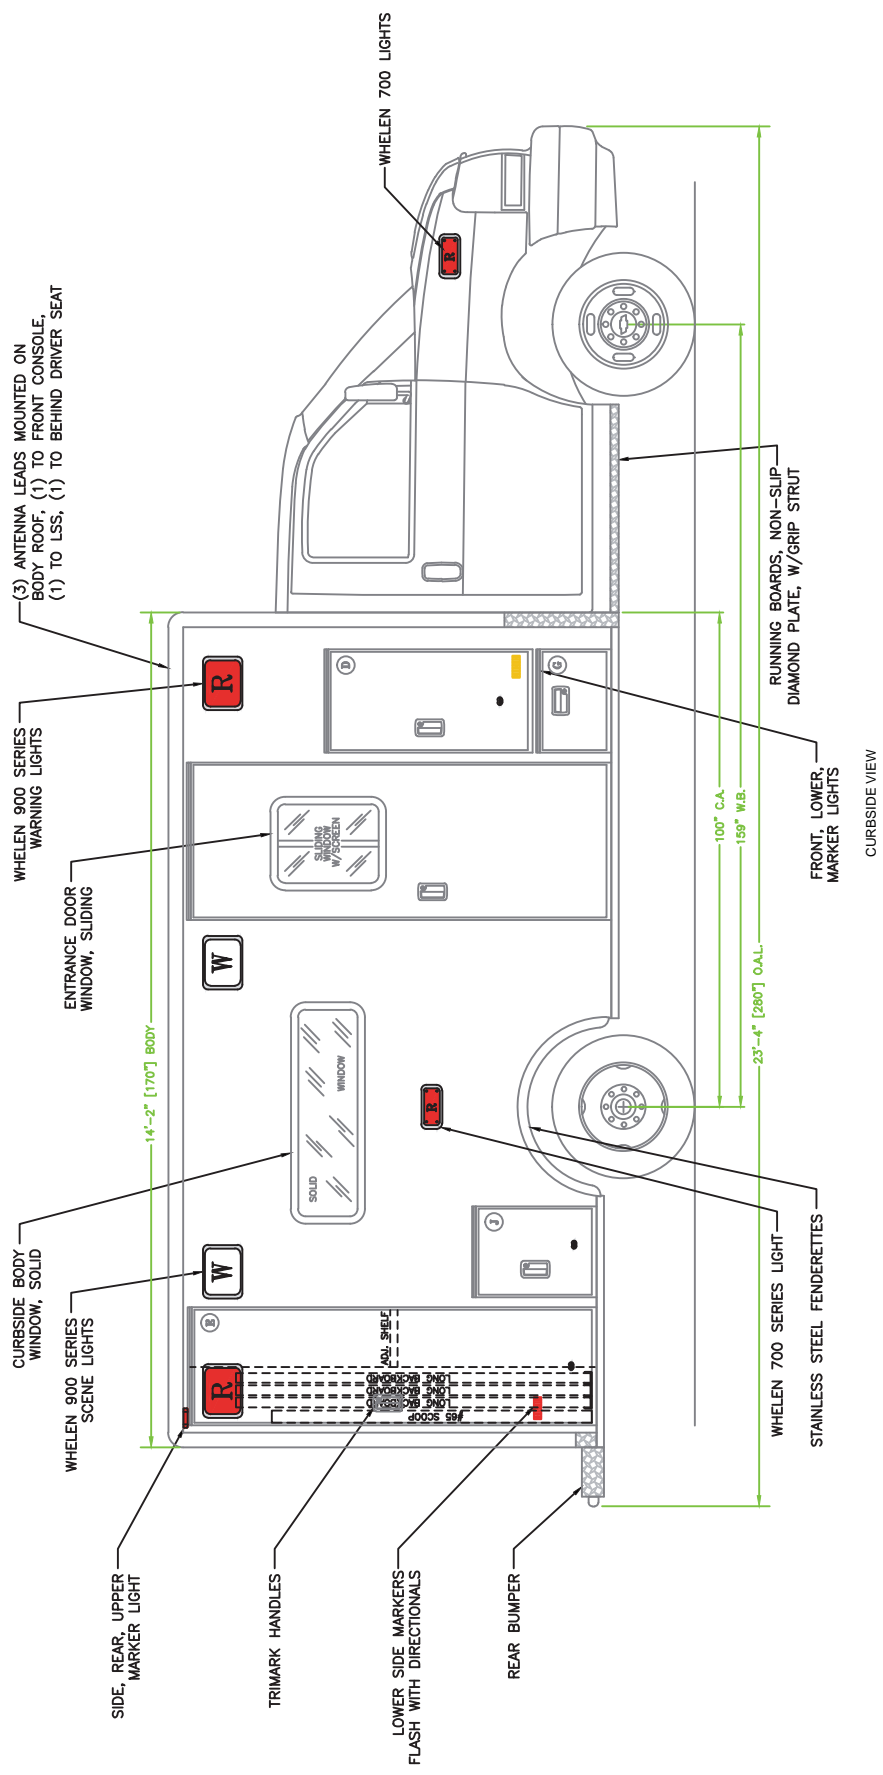 (3) ANTENNA LEADS MOUNTED ON
BODY ROOF, (1) TO FRONT CONSOLE,
(1) TO LSS, (1) TO BEHIND DRIVER SEAT
WHELEN 700 LIGHTS
WHELEN 900 SERIES
WARNING LIGHTS
ENTRANCE DOOR
WINDOW, SLIDING
CURBSIDE BODY
WINDOW, SOLID
WHELEN 900 SERIES
SCENE LIGHTS
SIDE, REAR, UPPER
MARKER LIGHT
TRIMARK HANDLES
LOWER SIDE MARKERS
FLASH WITH DIRECTIONALS
REAR BUMPER
14'-2" [170"] BODY
R
W
W
R
R
R
SOLID
WINDOW
SLIDING
WINDOW
W/SCREEN
M
J
D
G
ADJ. SHELF
LONG BACKBOARD
LONG BACKBOARD
LONG BACKBOARD
#65 SCOOP
100" C.A.
159" W.B.
23'-4" [280"] O.A.L.
WHELEN 700 SERIES LIGHT
STAINLESS STEEL FENDERETTES
FRONT, LOWER,
MARKER LIGHTS
RUNNING BOARDS, NON-SLIP
DIAMOND PLATE, W/GRIP STRUT
CURBSIDE VIEW